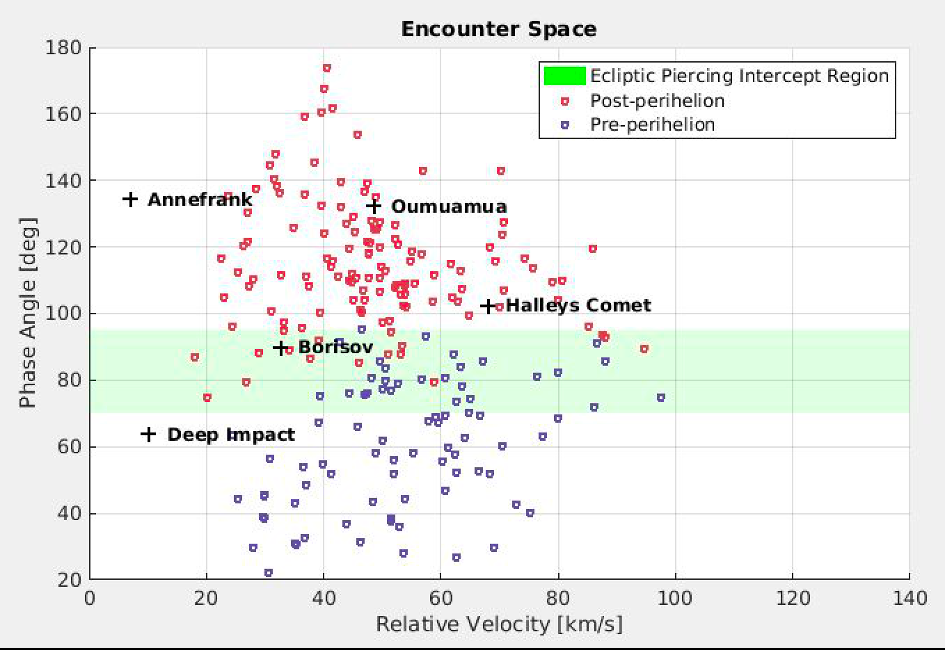 Encounter Space
180
160
140
120
100
80
60
40
20
Phase Angle [deg]
Ecliptic Piercing Intercept Region
Post-perihelion
Pre-perihelion
Annefrank
Oumuamua
Halleys Comet
Borisov
Deep Impact
0 20 40 60 80 100 120 140
Relative Velocity [km/s]